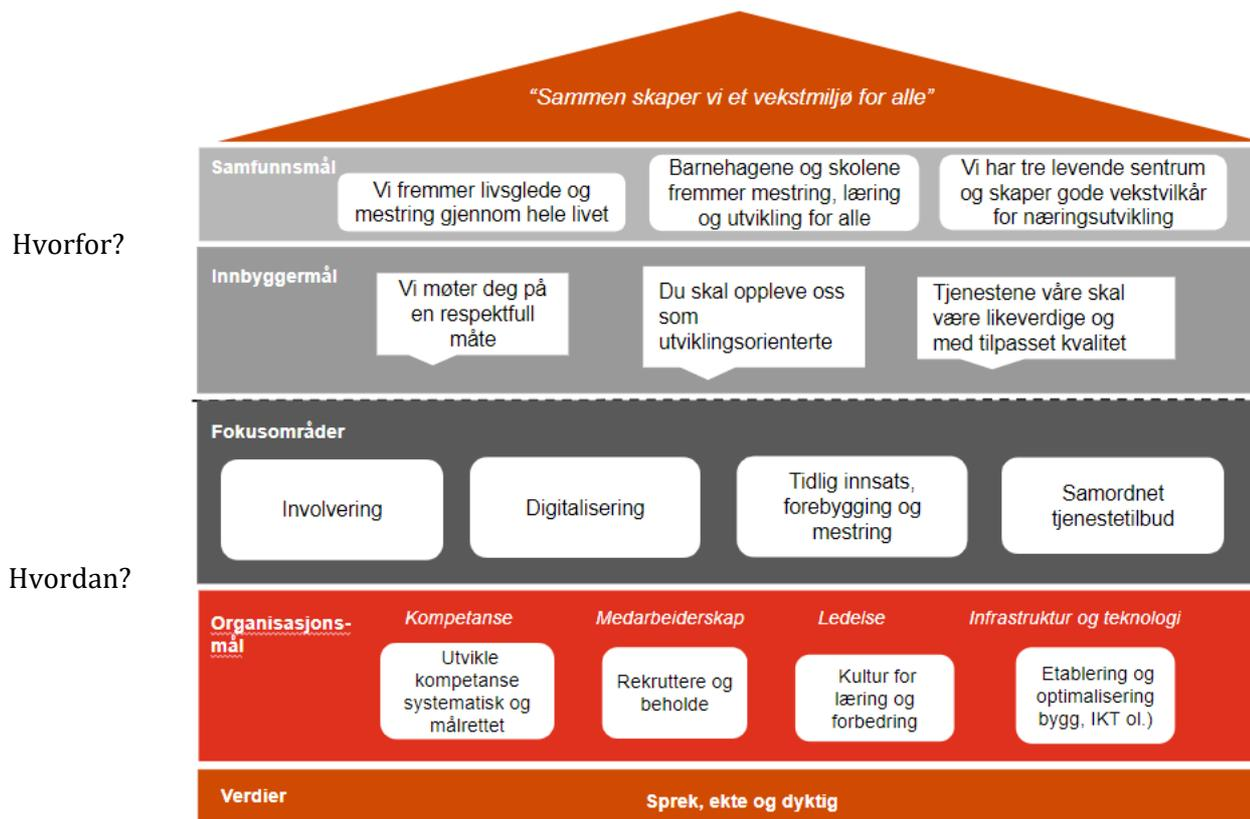 “Sammen skaper vi et vekstmiljø for alle”
Hvorfor?
Samfunnsmål
Vi fremmer livsglede og
mestring gjennom hele livet
Barnehagene og skolene
fremmer mestring, læring
og utvikling for alle
Vi har tre levende sentrum
og skaper gode vekstvilkår
for næringsutvikling
Innbyggermål
Vi møter deg på
en respektfull
måte
Du skal oppleve oss
som
utviklingsorienterte
Tjenestene våre skal
være likeverdige og
med tilpasset kvalitet
Hvordan?
Fokusområder
Involvering
Digitalisering
Tidlig innsats,
forebygging og
mestring
Samordnet
tjenestetilbud
Organisasjons-
mål
Kompetanse
Utvikle
kompetanse
systematisk og
målrettet
Medarbeiderskap
Rekruttere og
beholde
Ledelse
Kultur for
læring og
forbedring
Infrastruktur og teknologi
Etablering og
optimalisering
bygg, IKT ol.)
Verdier
Sprek, ekte og dyktig